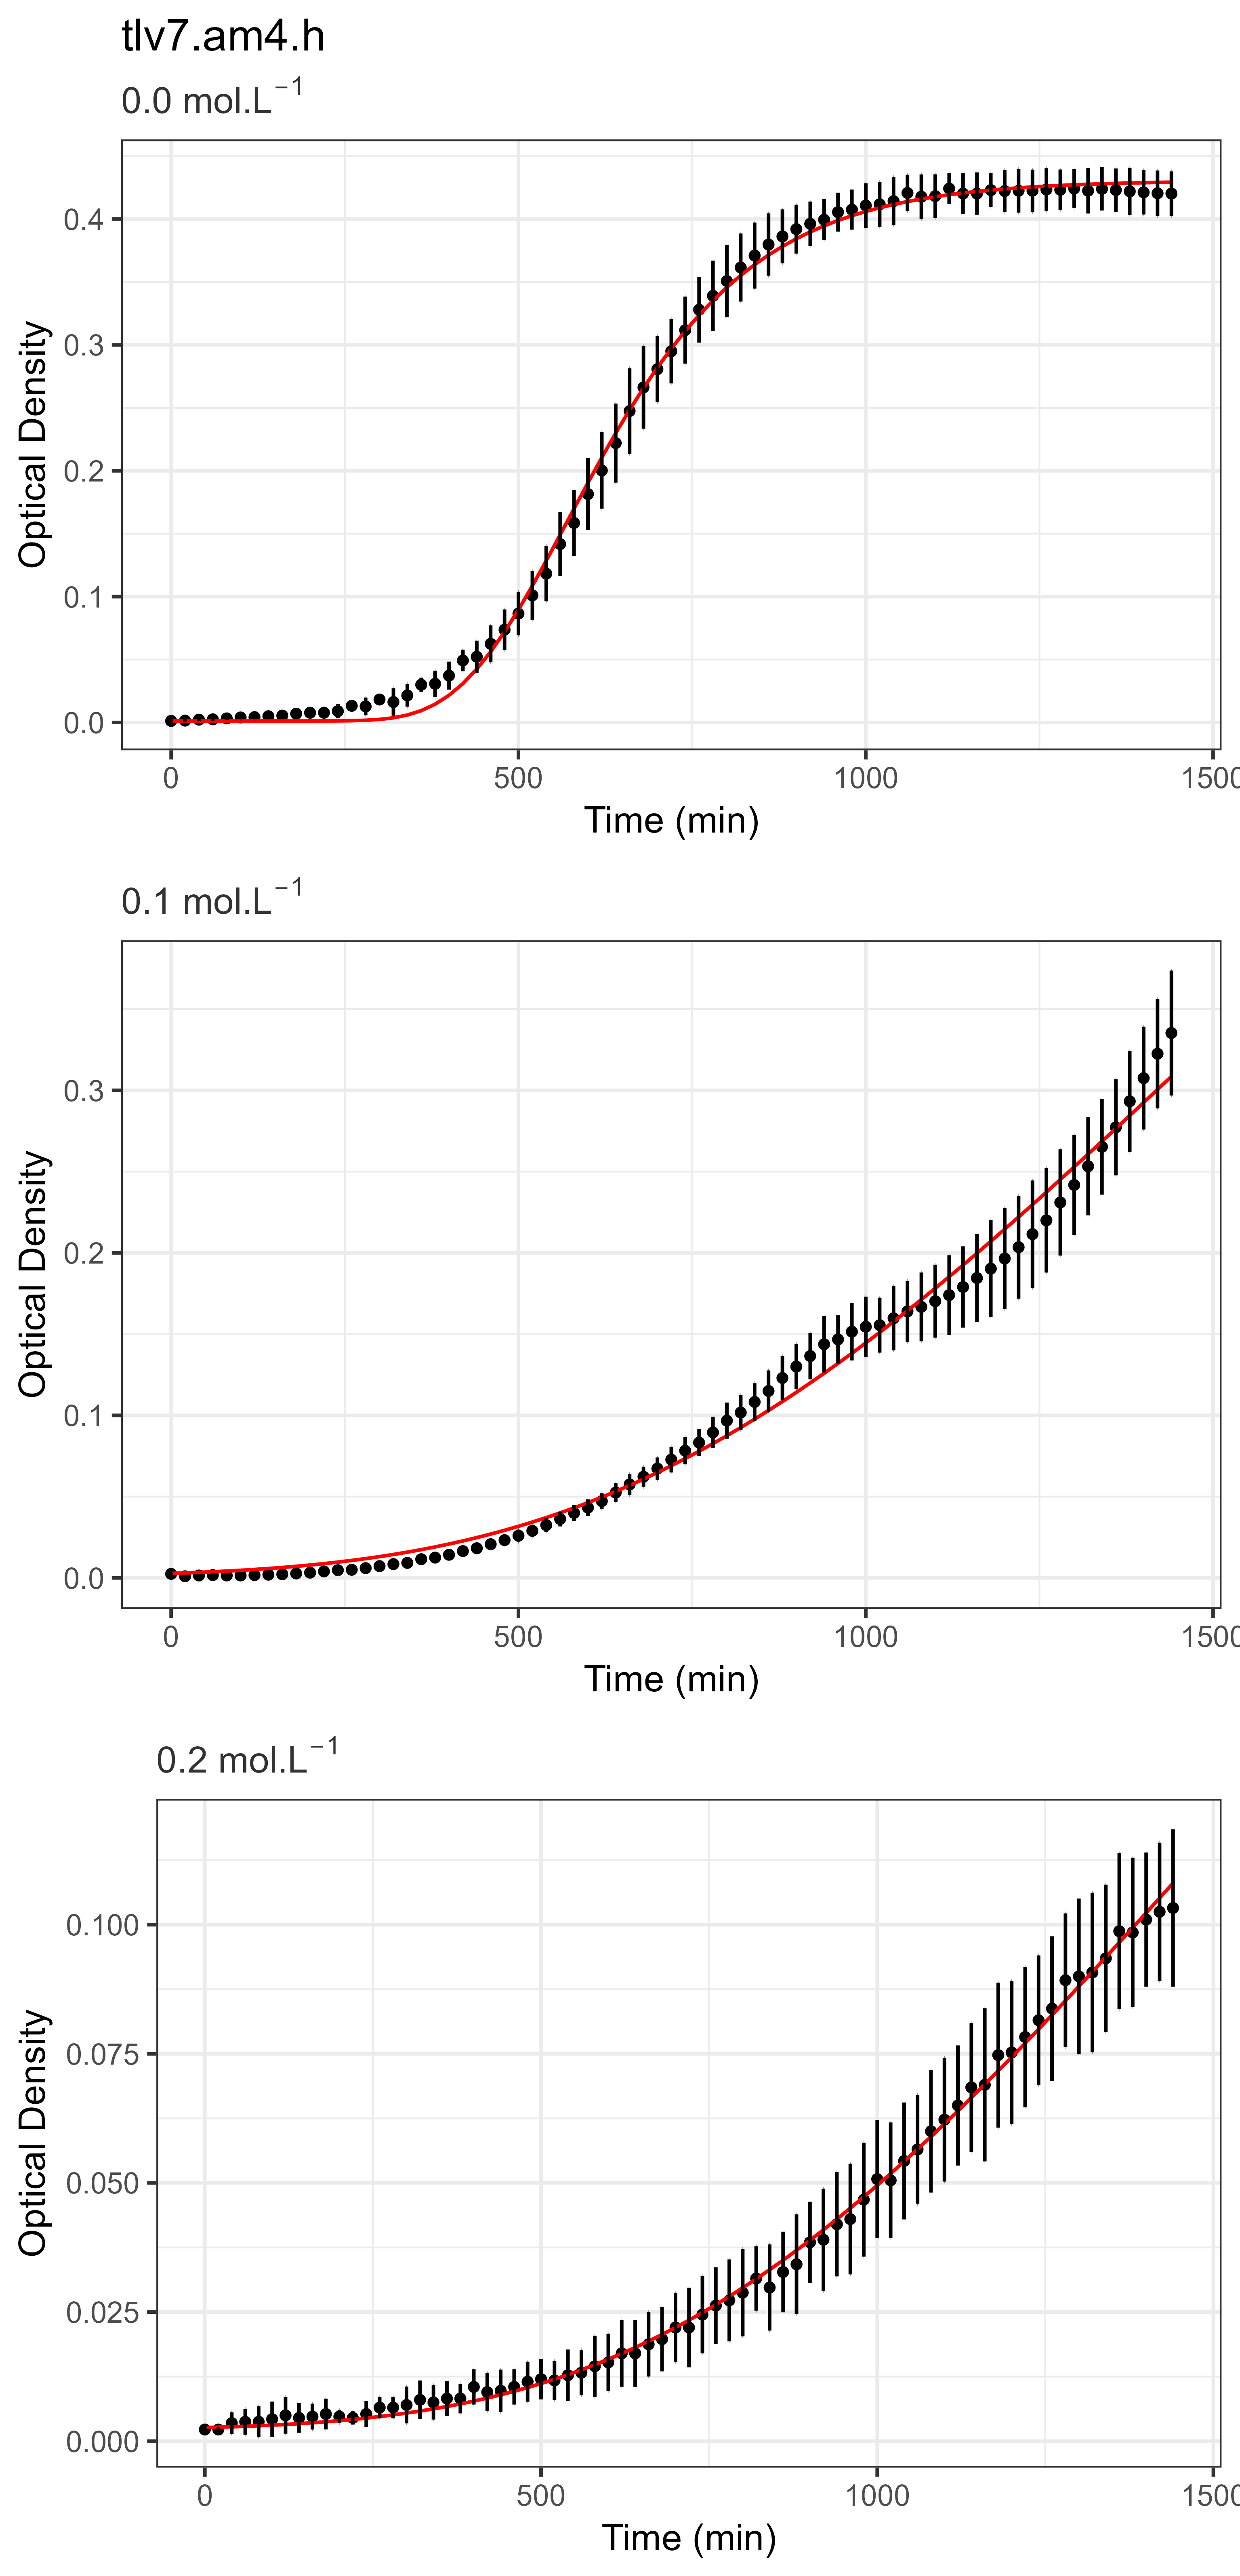 tlv7.am4.h
0.0 mol.L⁻¹
Optical Density
0.4
0.3
0.2
0.1
0.0
0 500 1000 1500
Time (min)
0.1 mol.L⁻¹
Optical Density
0.3
0.2
0.1
0.0
0 500 1000 1500
Time (min)
0.2 mol.L⁻¹
Optical Density
0.100
0.075
0.050
0.025
0.000
0 500 1000 1500
Time (min)